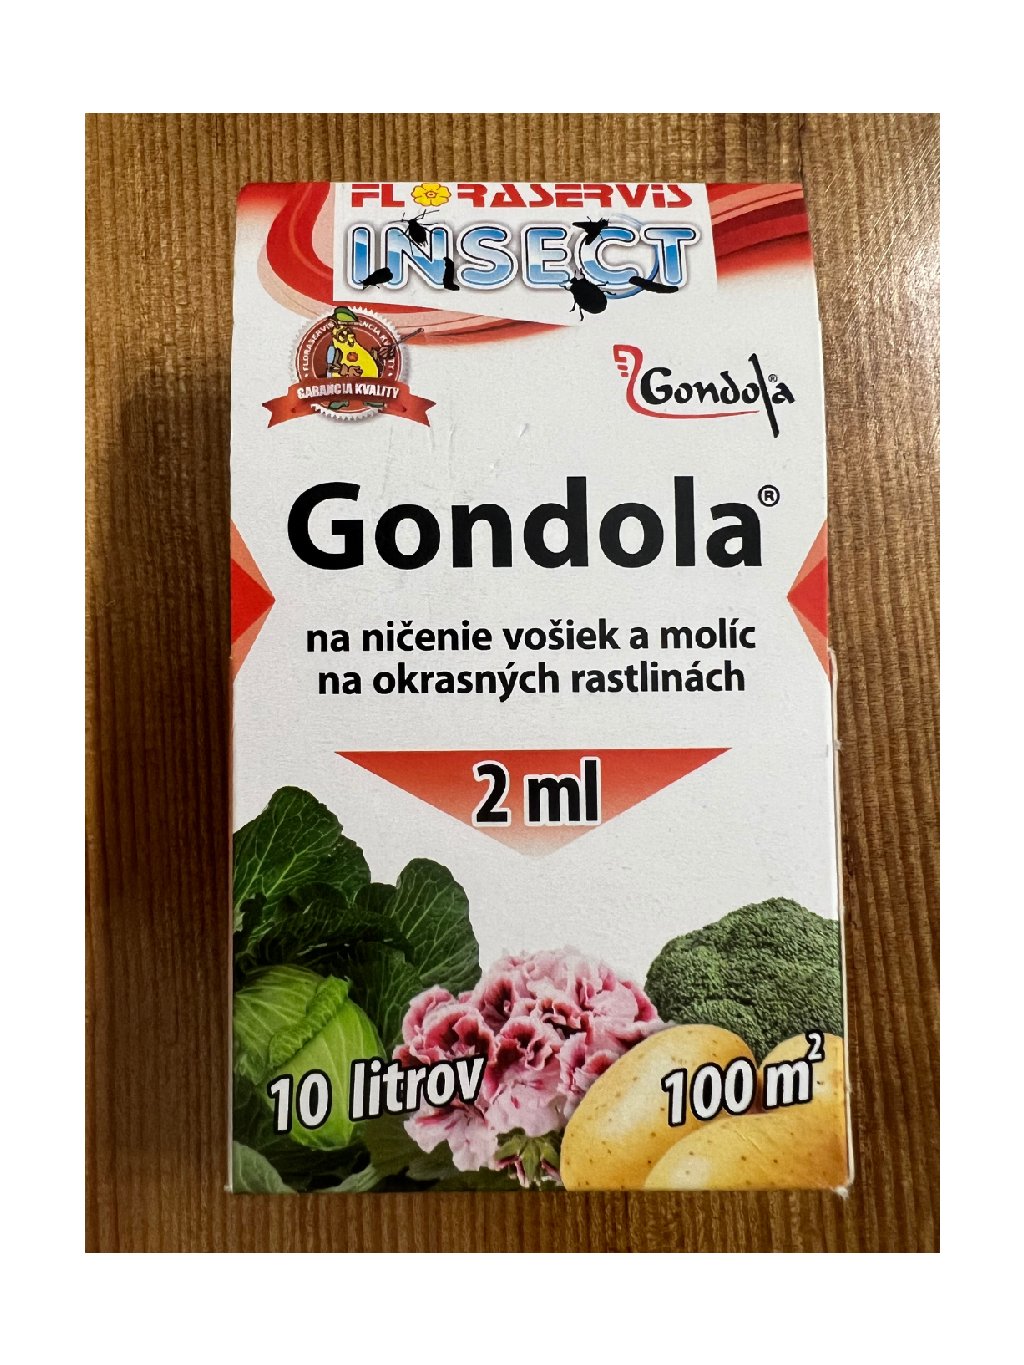 FLORASERVIS
INSECT
GARANCIA KVALITY
Gondola®
Gondola®
na ničenie vošiek a molíc
na okrasných rastlinách
2 ml
10 litrov
100 m²